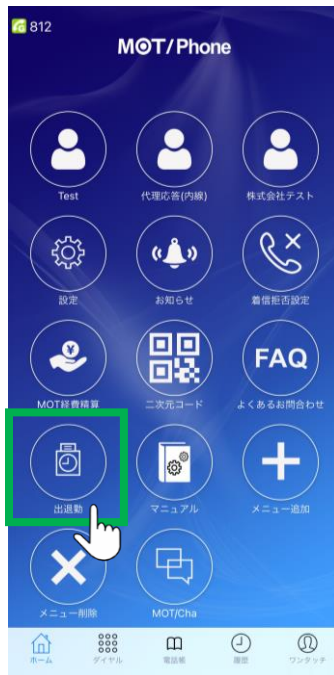 812
MOT/Phone
Test
代理応答(内線)
株式会社テスト
設定
お知らせ
着信拒否設定
FAQ
MOT経費精算
二次元コード
よくあるお問合わせ
出退勤
マニュアル
メニュー追加
メニュー削除
MOT/Cha
ホーム
ダイヤル
電話帳
履歴
ワンタッチ